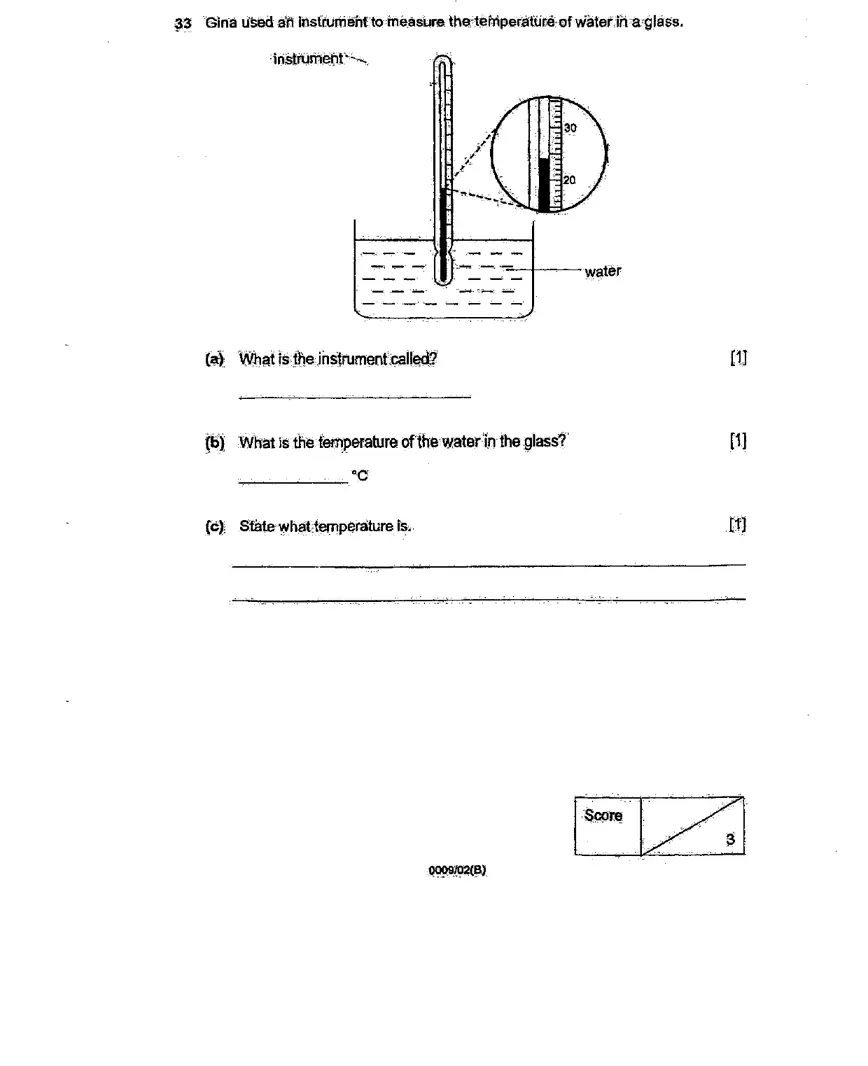 33 Gina used an instrument to measure the temperature of water in a glass.
instrument
30
20
water
(a) What is the instrument called? [1]
(b) What is the temperature of the water in the glass? [1]
°C
(c) State what temperature is. [1]
Score
3
0009/02(B)